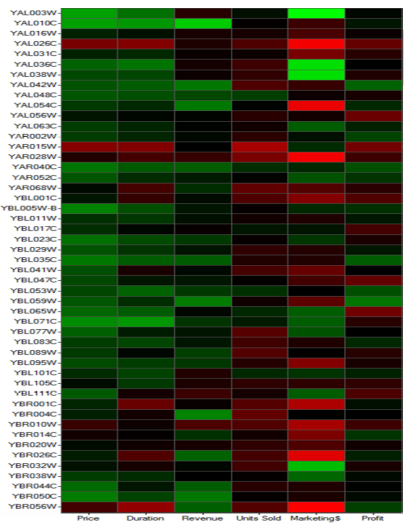 YAL003W
YAL010C
YAL016W
YAL026C
YAL031C
YAL036C
YAL038W
YAL042W
YAL048C
YAL054C
YAL056W
YAL063C
YAR002W
YAR015W
YAR028W
YAR040C
YAR052C
YAR068W
YBL001C
YBL005W-B
YBL011W
YBL017C
YBL023C
YBL029W
YBL035C
YBL041W
YBL047C
YBL053W
YBL059W
YBL065W
YBL071C
YBL077W
YBL083C
YBL089W
YBL095W
YBL101C
YBL105C
YBL111C
YBR001C
YBR004C
YBR010W
YBR014C
YBR020W
YBR026C
YBR032W
YBR038W
YBR044C
YBR050C
YBR056W
Price Duration Revenue Units Sold Marketing$ Profit